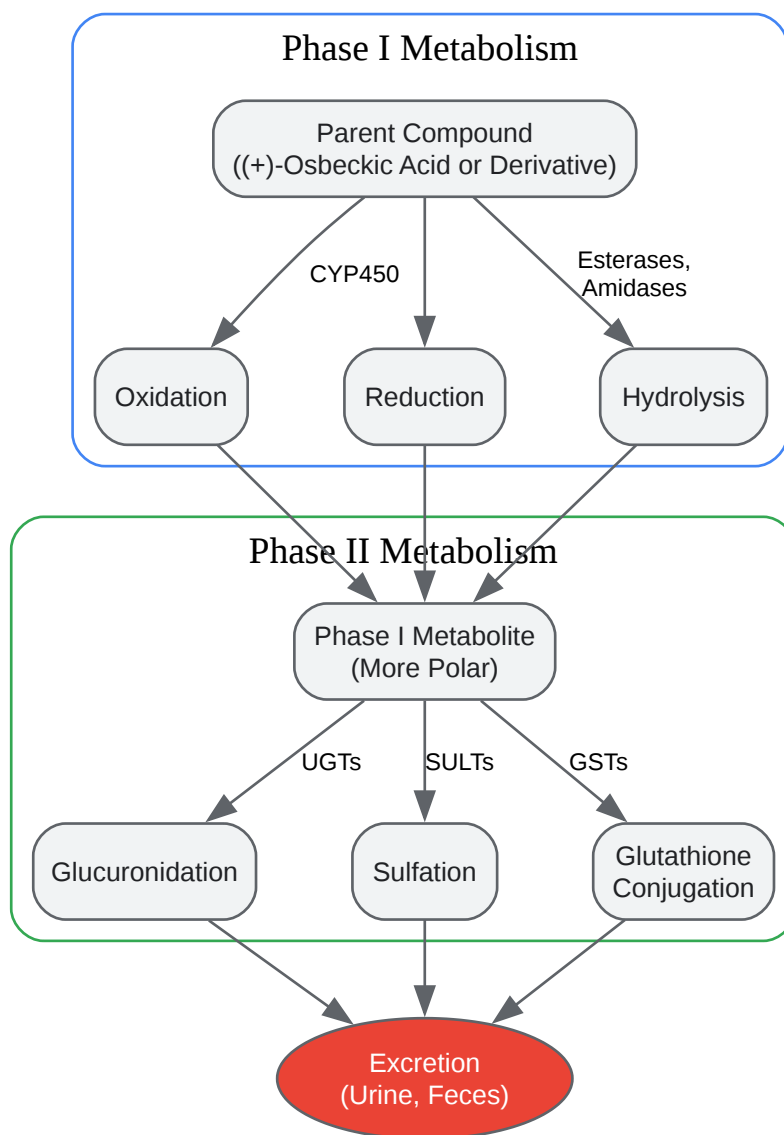 Phase I Metabolism
Parent Compound
((+)-Osbeckic Acid or Derivative)
CYP450
Esterases,
Amidases
Oxidation
Reduction
Hydrolysis
Phase II Metabolism
Phase I Metabolite
(More Polar)
UGTs
SULTs
GSTs
Glucuronidation
Sulfation
Glutathione
Conjugation
Excretion
(Urine, Feces)